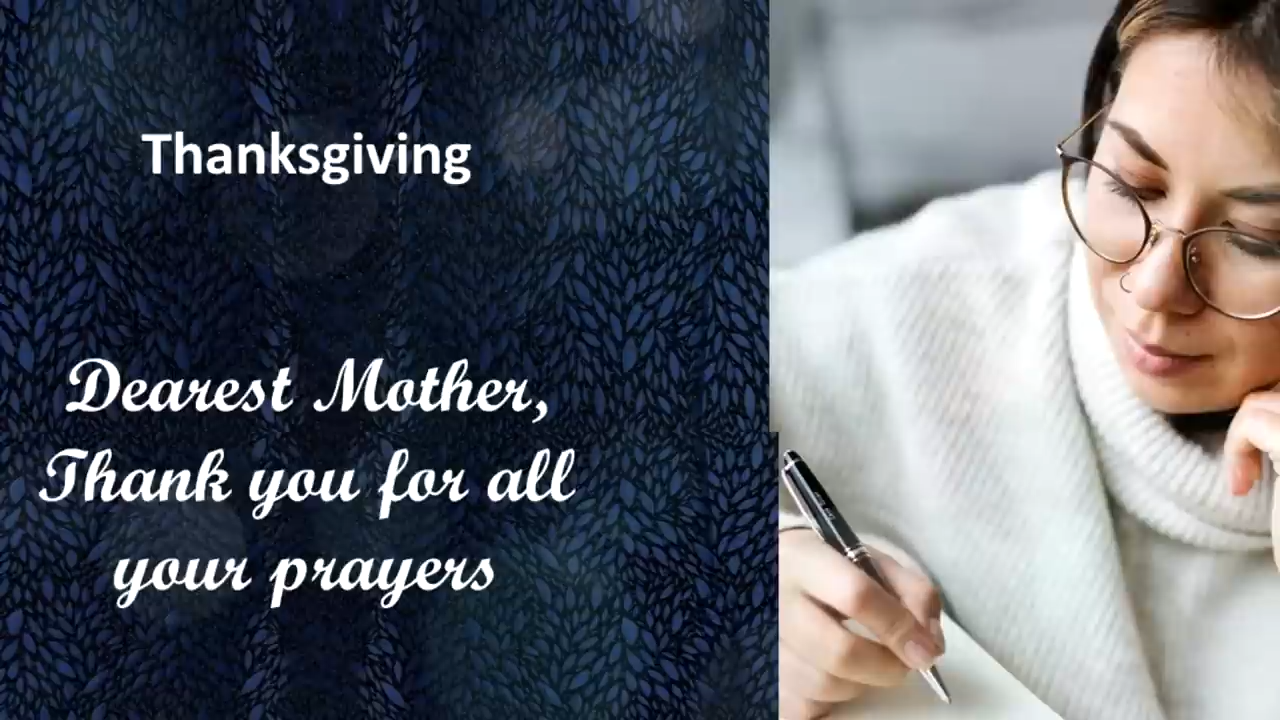 Thanksgiving
Dearest Mother,
Thank you for all
your prayers